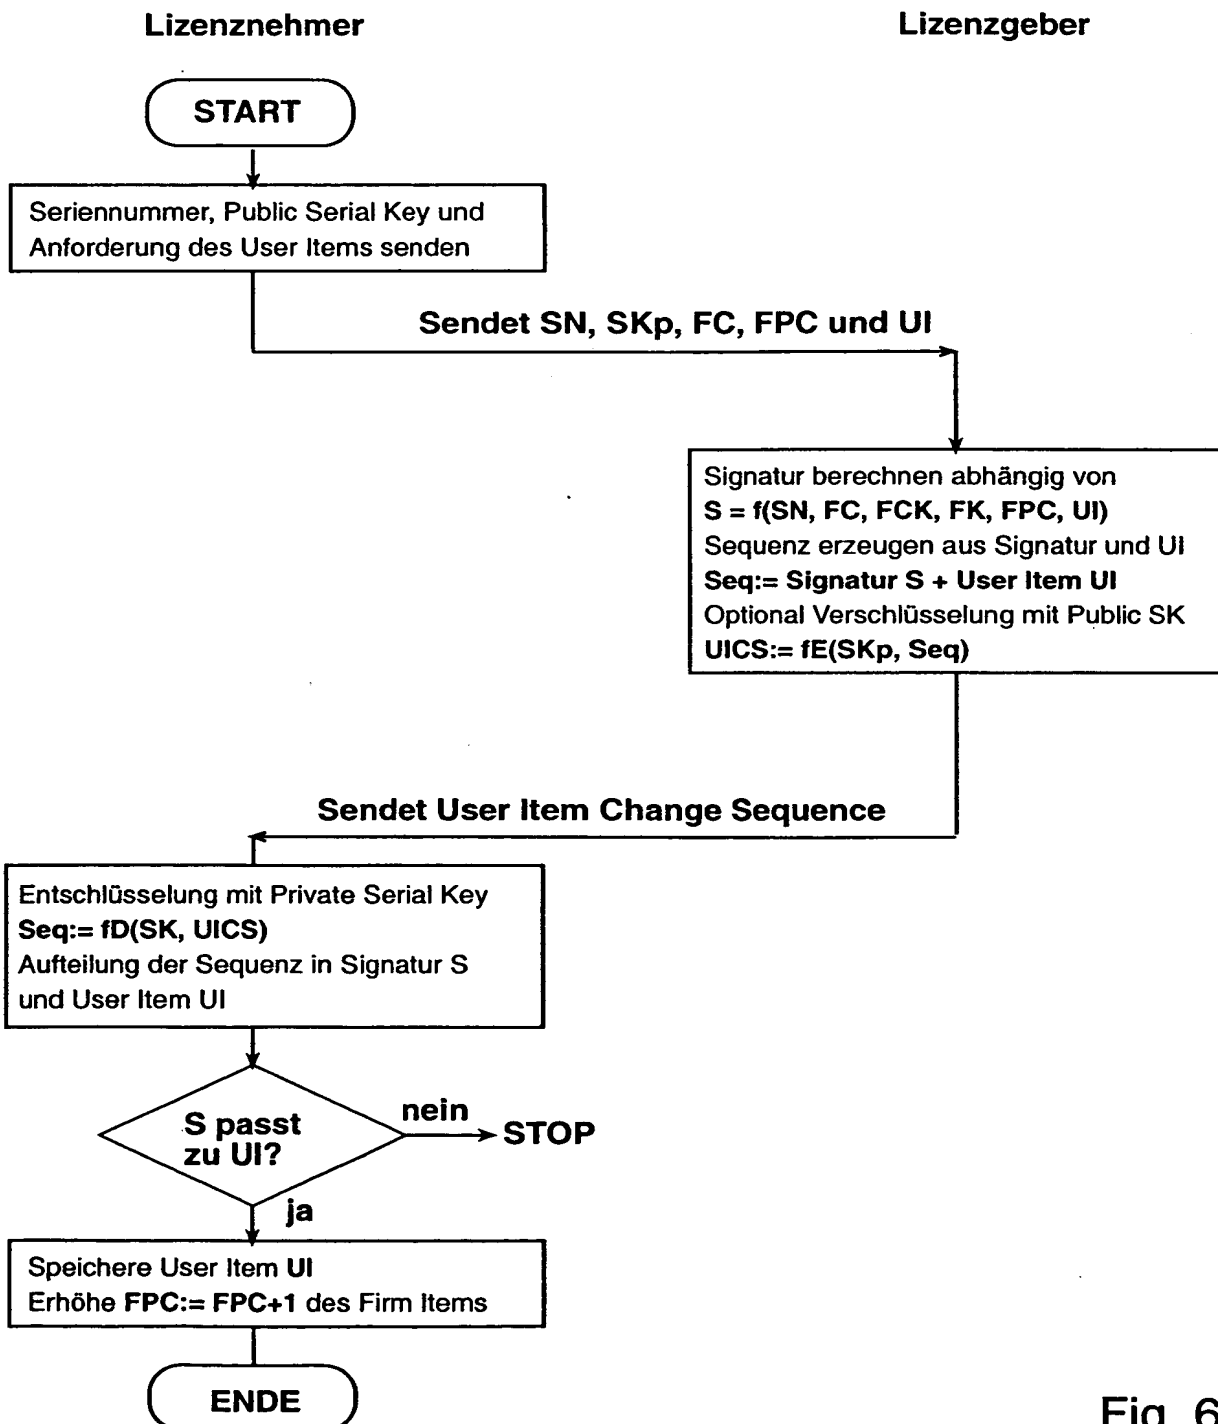 Lizenznehmer
Lizenzgeber
START
Seriennummer, Public Serial Key und
Anforderung des User Items senden
Sendet SN, SKp, FC, FPC und UI
Signatur berechnen abhängig von
S = f(SN, FC, FCK, FK, FPC, UI)
Sequenz erzeugen aus Signatur und UI
Seq:= Signatur S + User Item UI
Optional Verschlüsselung mit Public SK
UICS:= fE(SKp, Seq)
Sendet User Item Change Sequence
Entschlüsselung mit Private Serial Key
Seq:= fD(SK, UICS)
Aufteilung der Sequenz in Signatur S
und User Item UI
S passt
zu UI?
nein
STOP
ja
Speichere User Item UI
Erhöhe FPC:= FPC+1 des Firm Items
ENDE
Fig. 6